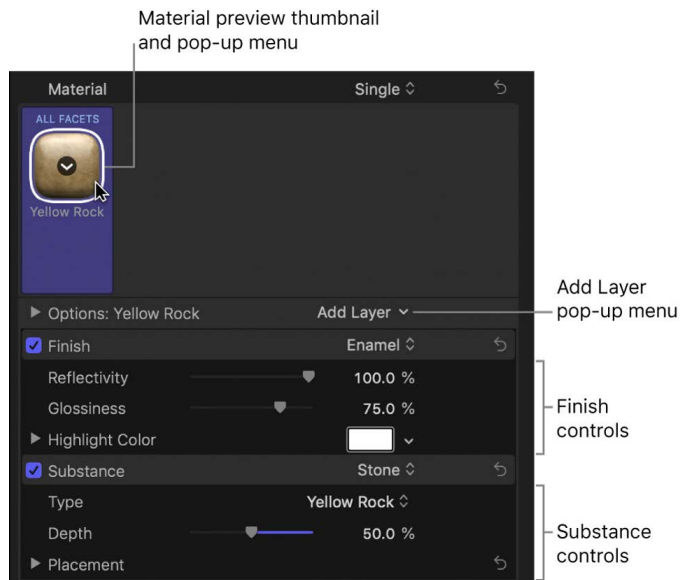 Material preview thumbnail
and pop-up menu
Material Single
ALL FACETS
Yellow Rock
Options: Yellow Rock Add Layer
Add Layer
pop-up menu
Finish Enamel
Reflectivity 100.0 %
Glossiness 75.0 %
Highlight Color
Finish
controls
Substance Stone
Type Yellow Rock
Depth 50.0 %
Placement
Substance
controls